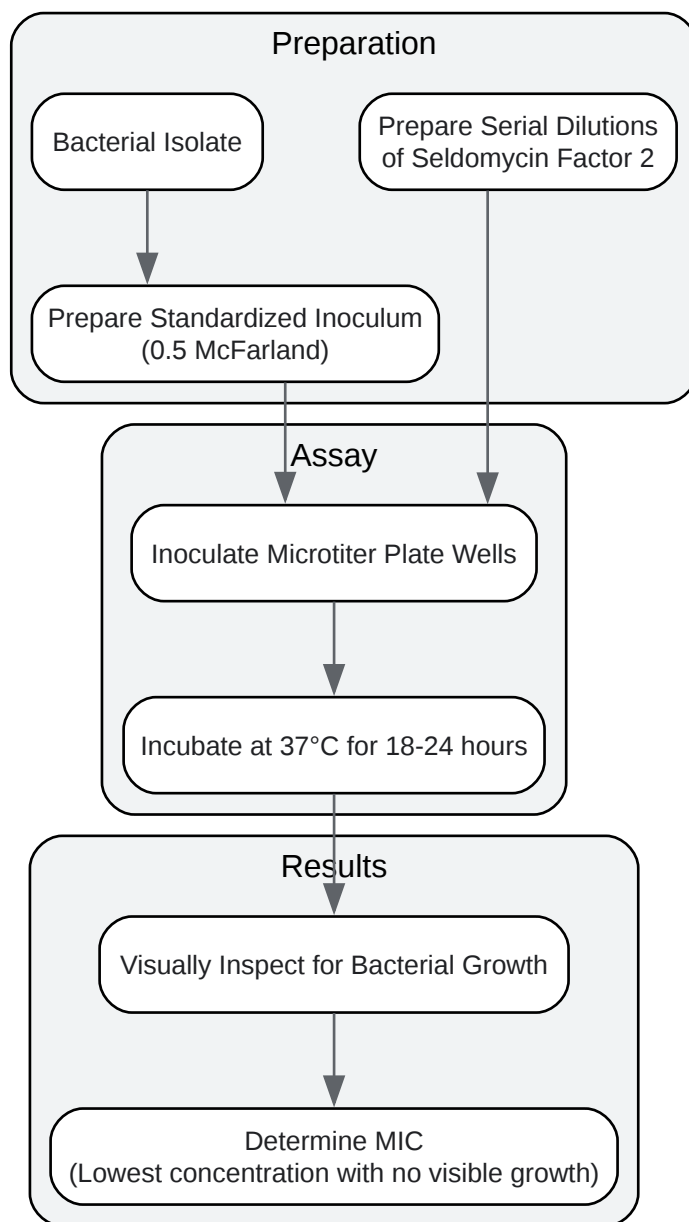 Preparation
Bacterial Isolate
Prepare Serial Dilutions
of Seldomycin Factor 2
Prepare Standardized Inoculum
(0.5 McFarland)
Assay
Inoculate Microtiter Plate Wells
Incubate at 37°C for 18-24 hours
Results
Visually Inspect for Bacterial Growth
Determine MIC
(Lowest concentration with no visible growth)